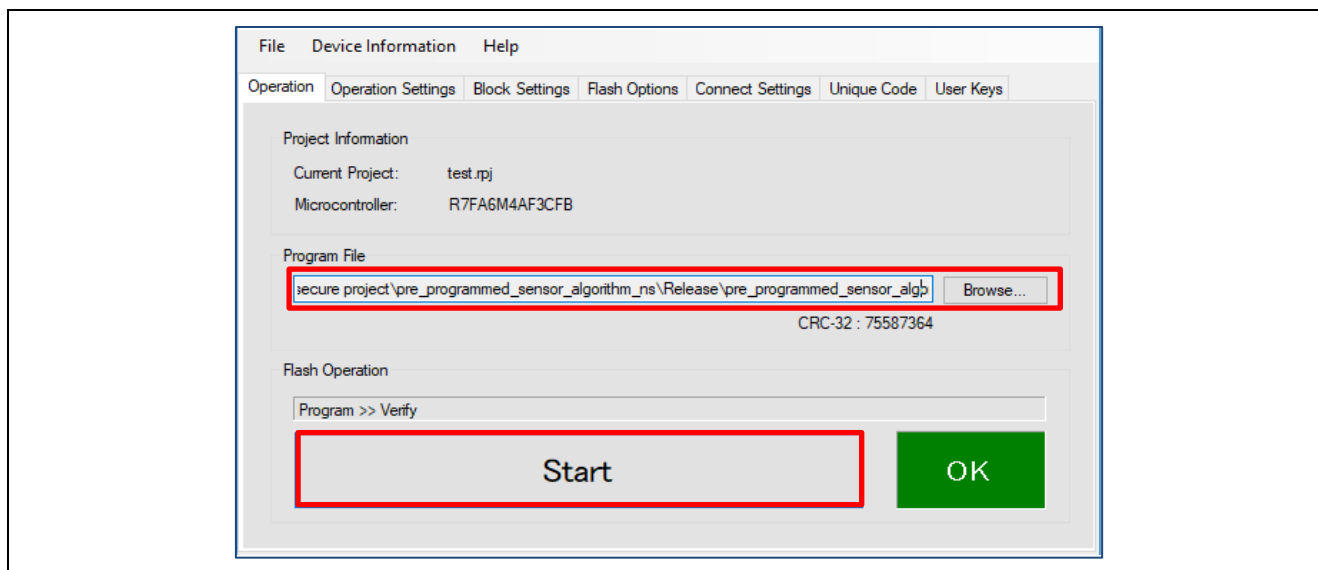 File Device Information Help
Operation Operation Settings Block Settings Flash Options Connect Settings Unique Code User Keys
Project Information
Current Project: test.rpj
Microcontroller: R7FA6M4AF3CFB
Program File
secure project\pre_programmed_sensor_algorithm_ns\Release\pre_programmed_sensor_algo Browse...
CRC-32 : 75587364
Flash Operation
Program >> Verify
Start OK